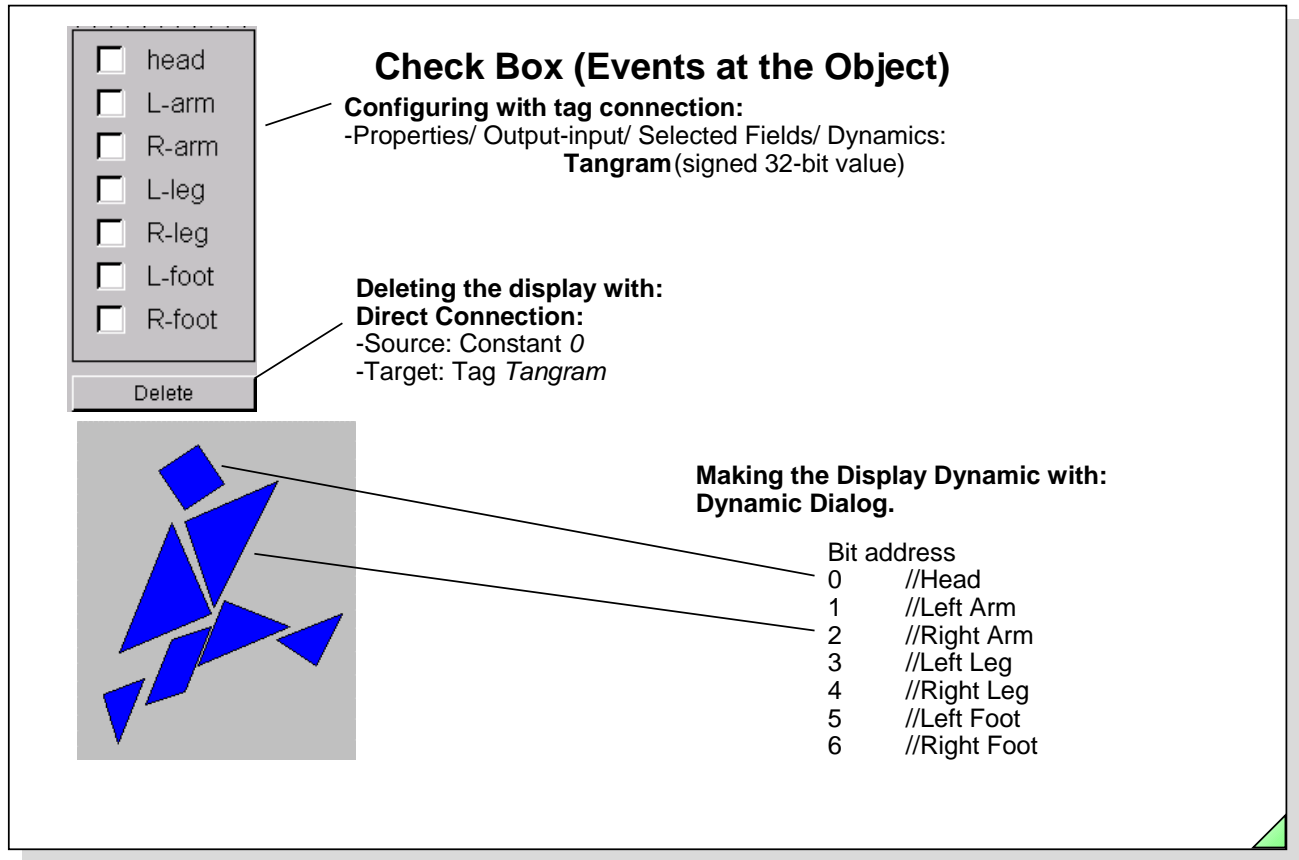 head
L-arm
R-arm
L-leg
R-leg
L-foot
R-foot
Delete
Check Box (Events at the Object)
Configuring with tag connection:
-Properties/ Output-input/ Selected Fields/ Dynamics:
Tangram (signed 32-bit value)
Deleting the display with:
Direct Connection:
-Source: Constant 0
-Target: Tag Tangram
Making the Display Dynamic with:
Dynamic Dialog.
Bit address
0 //Head
1 //Left Arm
2 //Right Arm
3 //Left Leg
4 //Right Leg
5 //Left Foot
6 //Right Foot